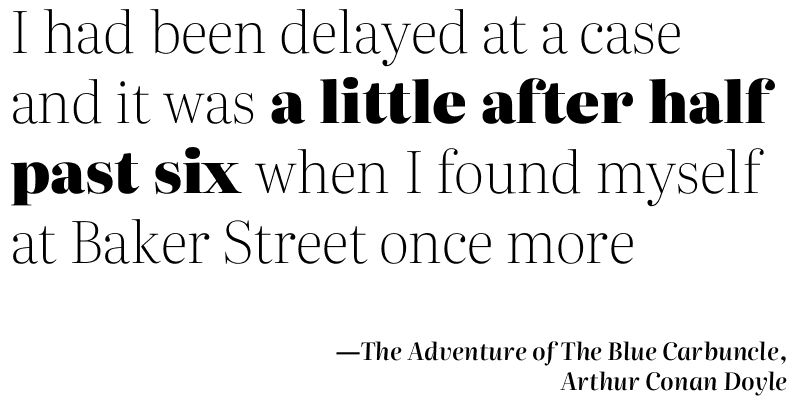 I had been delayed at a case
and it was a little after half
past six when I found myself
at Baker Street once more
—The Adventure of The Blue Carbuncle,
Arthur Conan Doyle